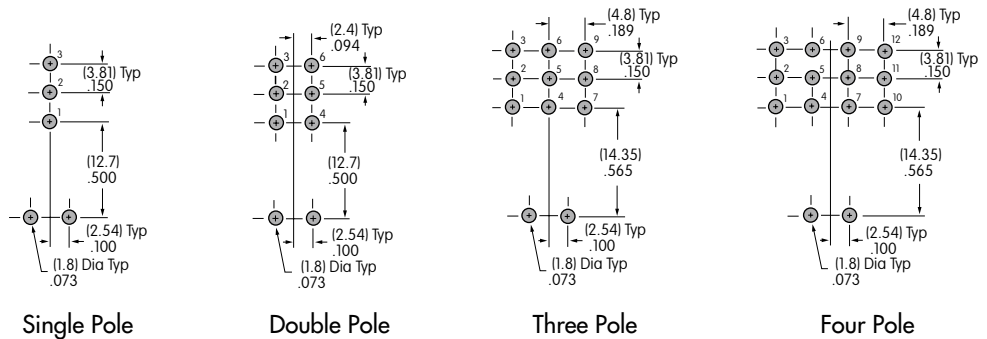 3
2
1
(3.81) Typ
.150
(12.7)
.500
(2.54) Typ
.100
(1.8) Dia Typ
.073
Single Pole
(2.4) Typ
.094
3 6
2 5
1 4
(3.81) Typ
.150
(12.7)
.500
(2.54) Typ
.100
(1.8) Dia Typ
.073
Double Pole
(4.8) Typ
.189
3 6 9
2 5 8
1 4 7
(3.81) Typ
.150
(14.35)
.565
(2.54) Typ
.100
(1.8) Dia Typ
.073
Three Pole
(4.8) Typ
.189
3 6 9 12
2 5 8 11
1 4 7 10
(3.81) Typ
.150
(14.35)
.565
(2.54) Typ
.100
(1.8) Dia Typ
.073
Four Pole